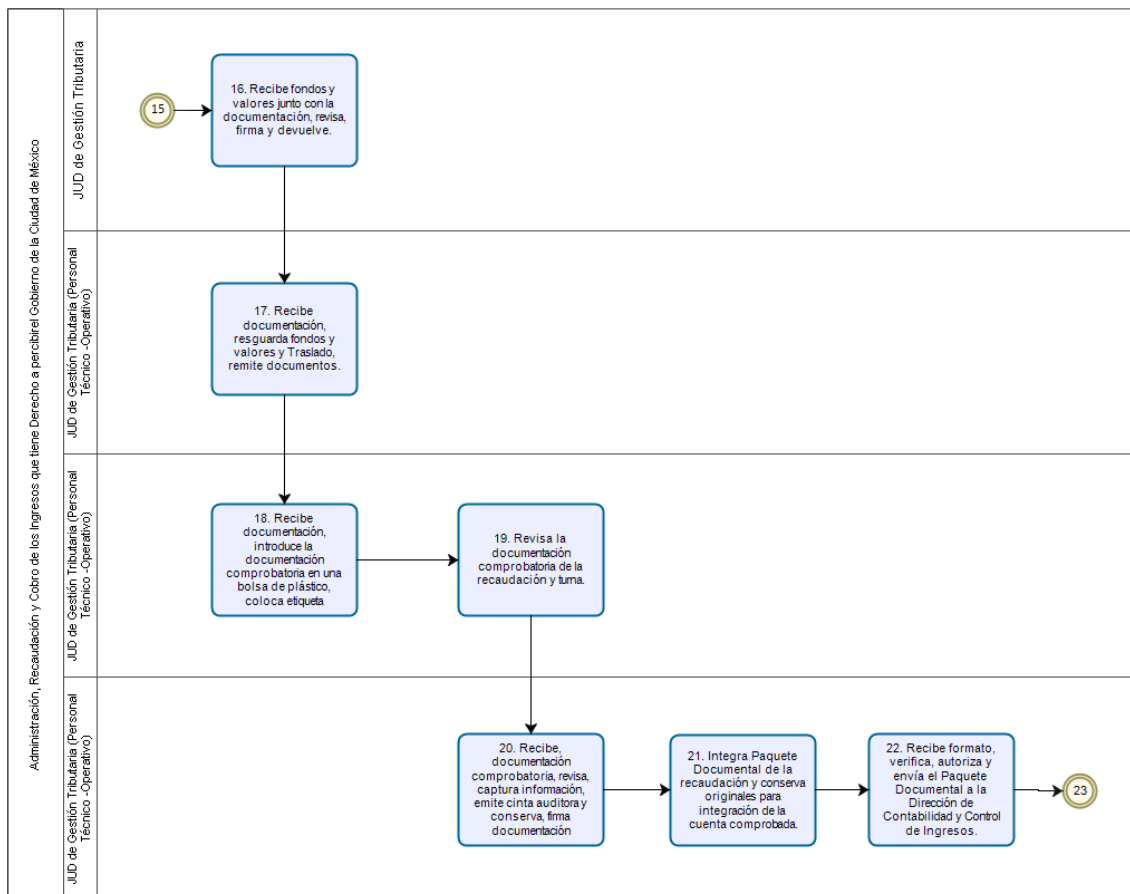 Administración, Recaudación y Cobro de los Ingresos que tiene Derecho a percibirel Gobierno de la Ciudad de México
JUD de Gestión Tributaria
15
16. Recibe fondos y
valores junto con la
documentación, revisa,
firma y devuelve.
JUD de Gestión Tributaria (Personal
Técnico -Operativo)
17. Recibe
documentación,
resguarda fondos y
valores y Traslado,
remite documentos.
JUD de Gestión Tributaria (Personal
Técnico -Operativo)
18. Recibe
documentación,
introduce la
documentación
comprobatoria en una
bolsa de plástico,
coloca etiqueta
19. Revisa la
documentación
comprobatoria de la
recaudación y turna.
JUD de Gestión Tributaria (Personal
Técnico -Operativo)
20. Recibe,
documentación
comprobatoria, revisa,
captura información,
emite cinta auditora y
conserva, firma
documentación
21. Integra Paquete
Documental de la
recaudación y conserva
originales para
integración de la
cuenta comprobada.
22. Recibe formato,
verifica, autoriza y
envía el Paquete
Documental a la
Dirección de
Contabilidad y Control
de Ingresos.
23